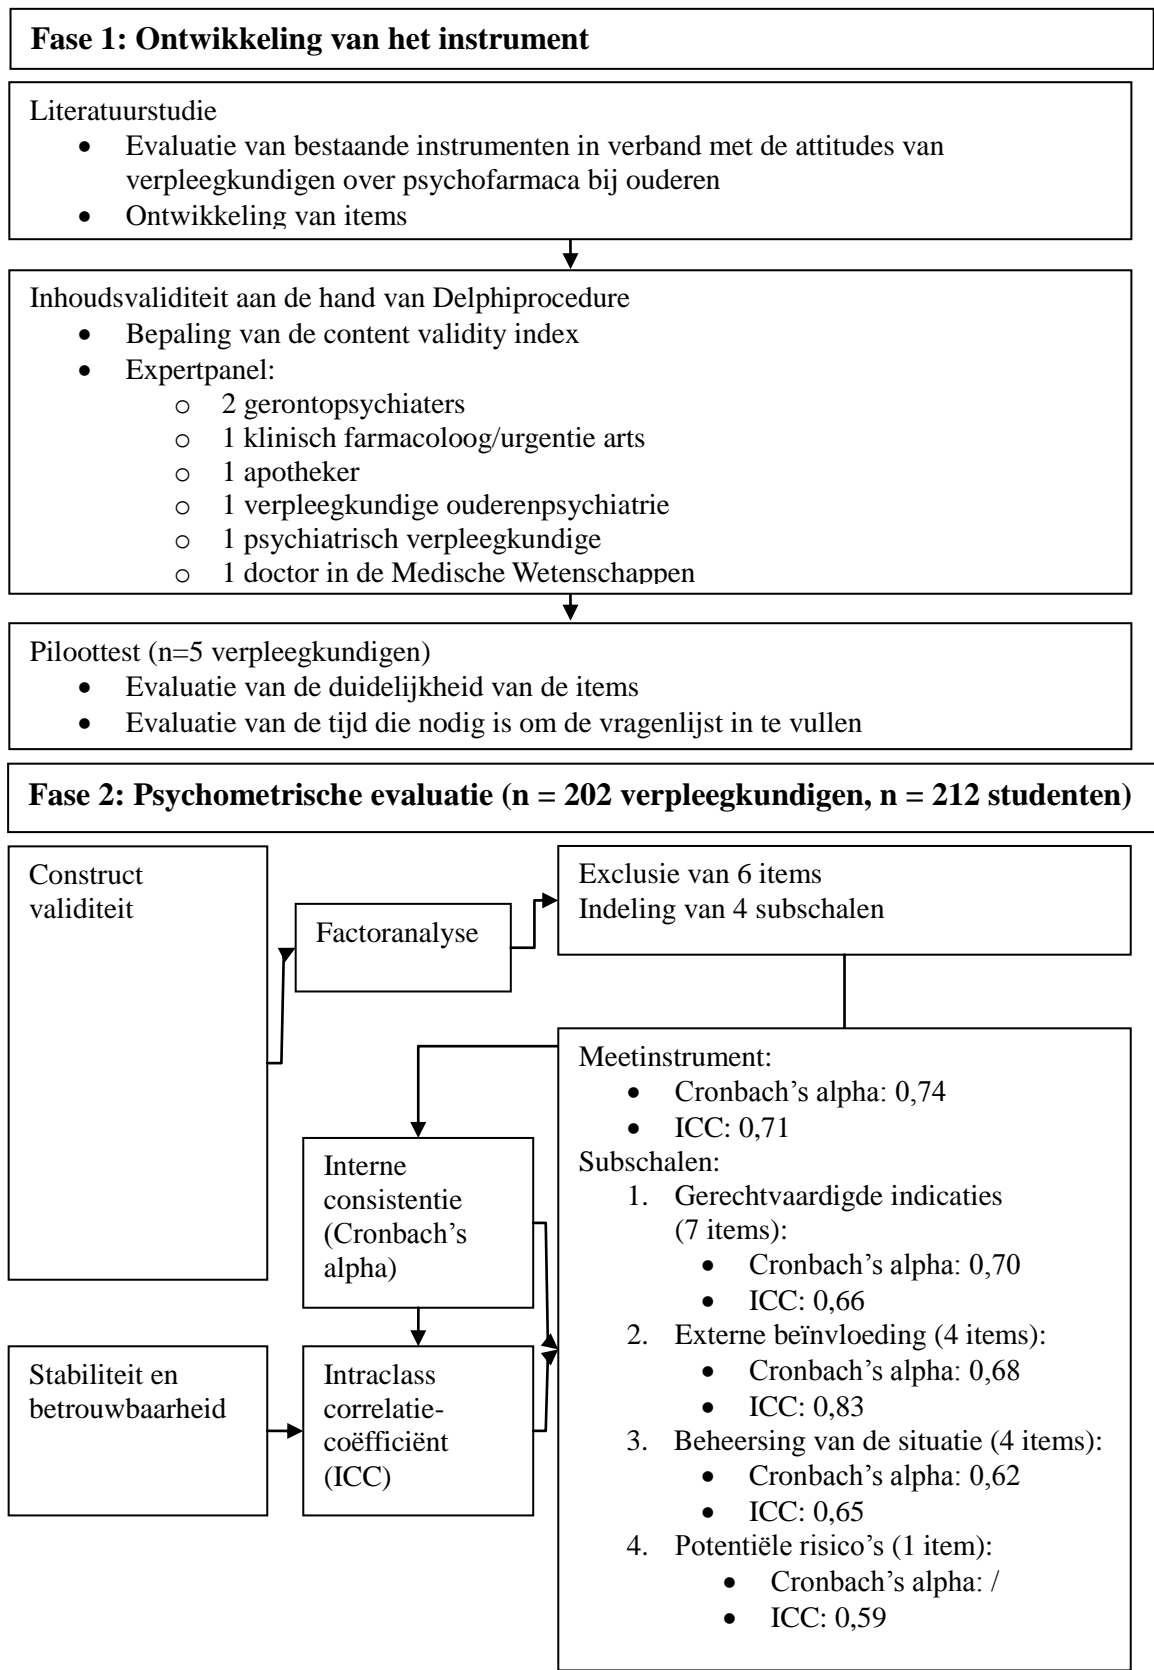 Fase 1: Ontwikkeling van het instrument
Literatuurstudie
• Evaluatie van bestaande instrumenten in verband met de attitudes van
verpleegkundigen over psychofarmaca bij ouderen
• Ontwikkeling van items
Inhoudsvaliditeit aan de hand van Delphiprocedure
• Bepaling van de content validity index
• Expertpanel:
o 2 gerontopsychiaters
o 1 klinisch farmacoloog/urgentie arts
o 1 apotheker
o 1 verpleegkundige ouderenpsychiatrie
o 1 psychiatrisch verpleegkundige
o 1 doctor in de Medische Wetenschappen
Piloottest (n=5 verpleegkundigen)
• Evaluatie van de duidelijkheid van de items
• Evaluatie van de tijd die nodig is om de vragenlijst in te vullen
Fase 2: Psychometrische evaluatie (n = 202 verpleegkundigen, n = 212 studenten)
Construct
validiteit
Factoranalyse
Exclusie van 6 items
Indeling van 4 subschalen
Interne
consistentie
(Cronbach’s
alpha)
Stabiliteit en
betrouwbaarheid
Intraclass
correlatie-
coëfficiënt
(ICC)
Meetinstrument:
• Cronbach’s alpha: 0,74
• ICC: 0,71
Subschalen:
1. Gerechtvaardigde indicaties
(7 items):
• Cronbach’s alpha: 0,70
• ICC: 0,66
2. Externe beïnvloeding (4 items):
• Cronbach’s alpha: 0,68
• ICC: 0,83
3. Beheersing van de situatie (4 items):
• Cronbach’s alpha: 0,62
• ICC: 0,65
4. Potentiële risico’s (1 item):
• Cronbach’s alpha: /
• ICC: 0,59